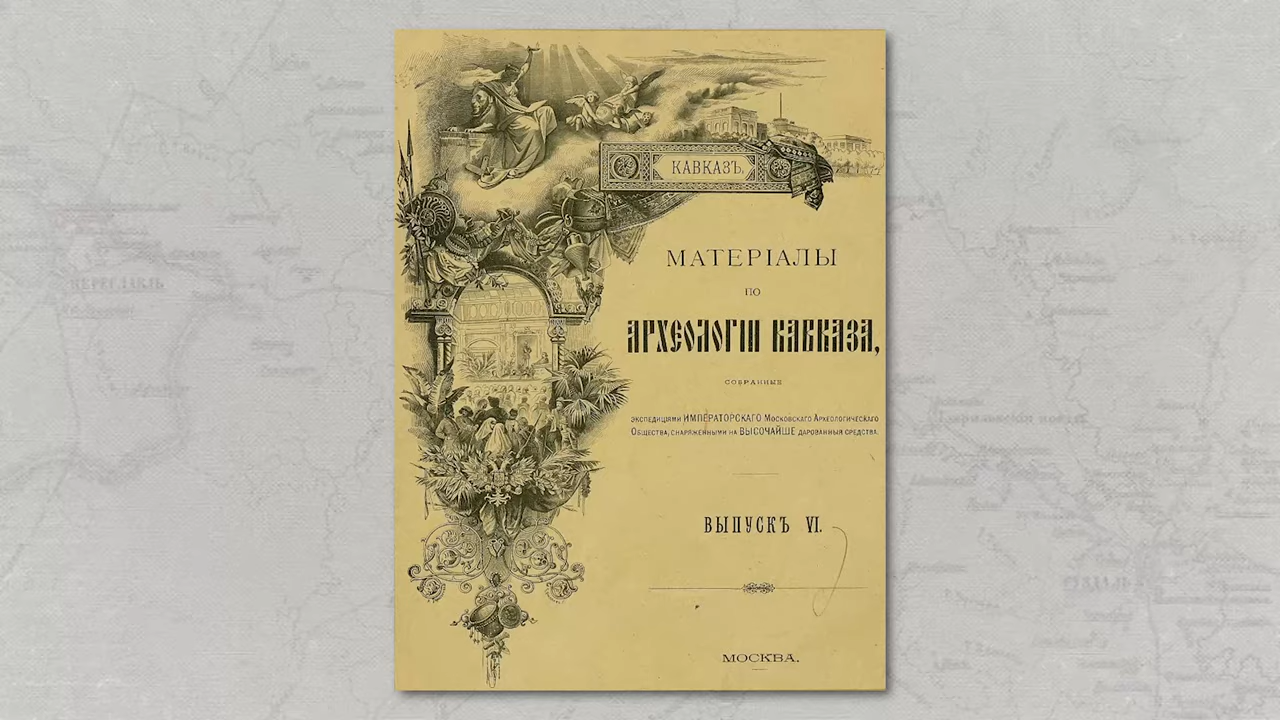 КАВКАЗЪ.
МАТЕРІАЛЫ
ПО
АРХЕОЛОГІИ КАВКАЗА,
СОБРАННЫЕ
ЭКСПЕДИЦІЯМИ ИМПЕРАТОРСКАГО МОСКОВСКАГО АРХЕОЛОГИЧЕСКАГО
ОБЩЕСТВА, СНАРЯЖЕННЫМИ НА ВЫСОЧАЙШЕ ДАРОВАННЫЯ СРЕДСТВА.
ВЫПУСКЪ VI.
МОСКВА.